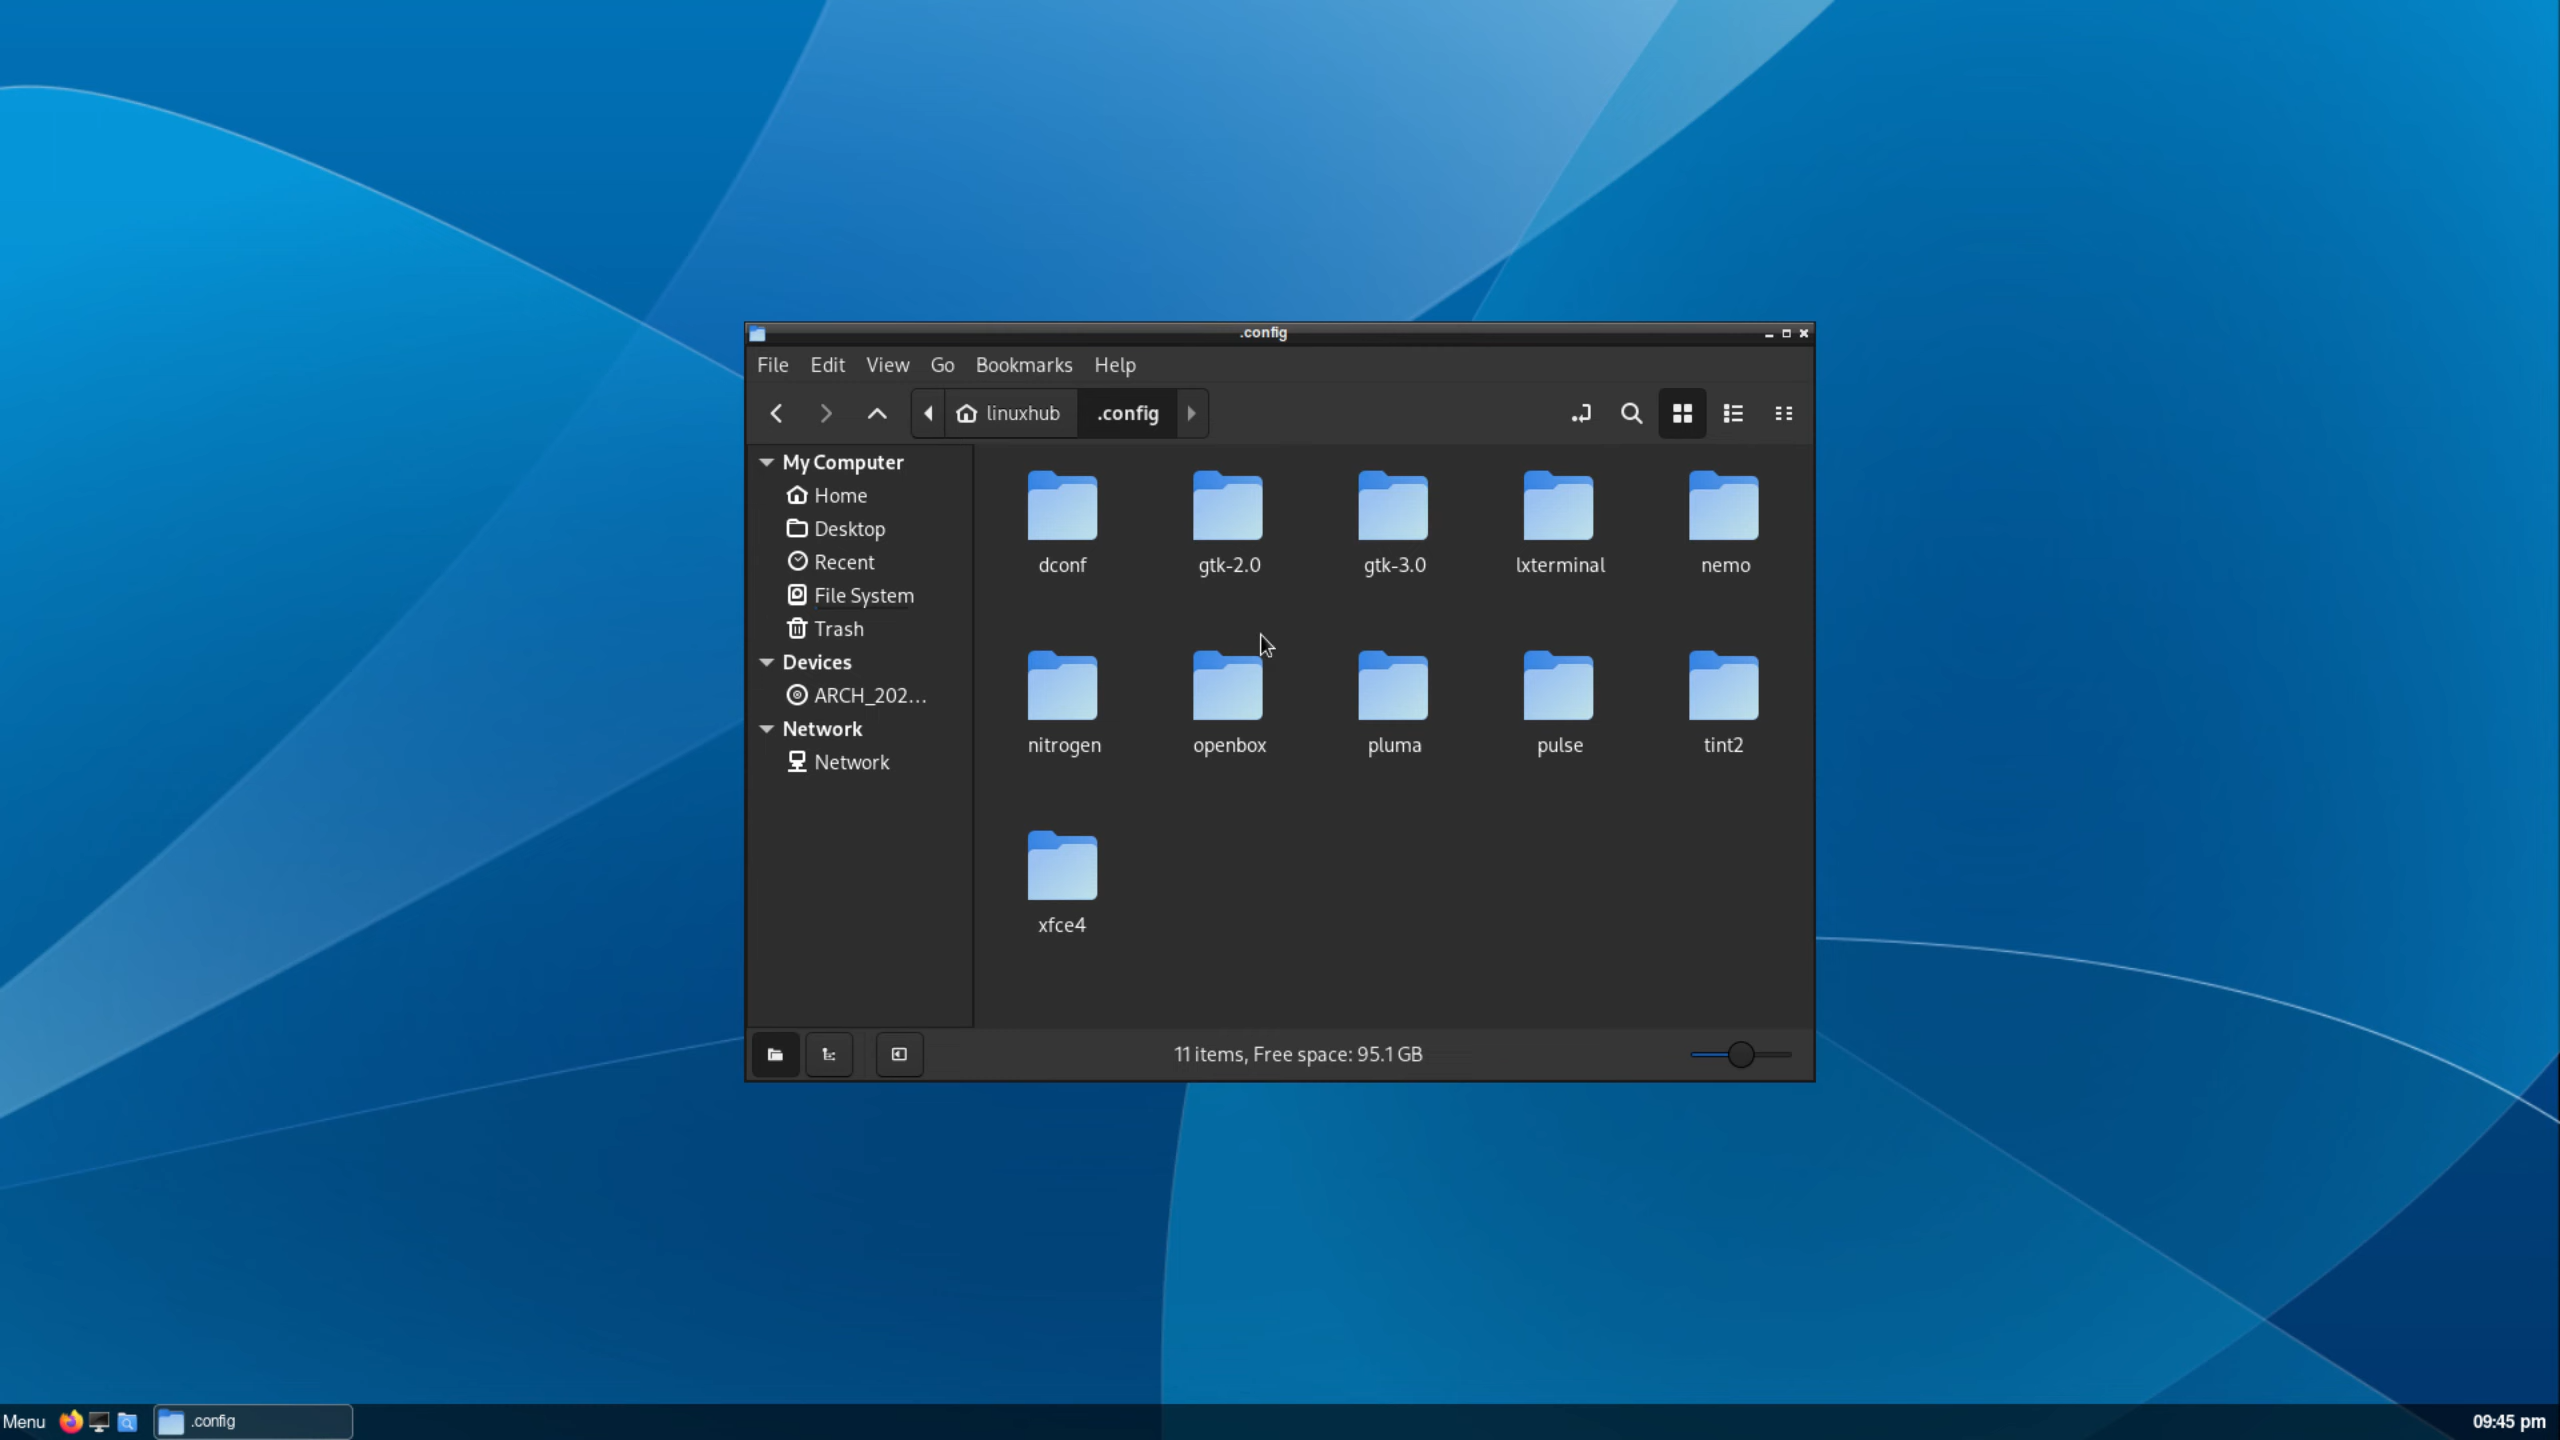 .config
File Edit View Go Bookmarks Help
linuxhub .config
My Computer
Home
Desktop
Recent
File System
Trash
Devices
ARCH_202...
Network
Network
dconf gtk-2.0 gtk-3.0 lxterminal nemo
nitrogen openbox pluma pulse tint2
xfce4
11 items, Free space: 95.1 GB
Menu .config 09:45 pm